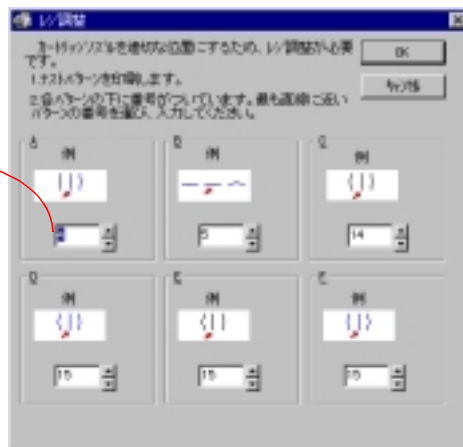 レジ調整
カートリッジノズルを適切な位置にするため、レジ調整が必要
です。
OK
1.テストパターンを印刷します。
キャンセル
2.各パターンの下に番号がついています。最も直線に近い
パターンの番号を選び、入力してください。
A
B
C
例
例
例
5
14
D
E
F
例
例
例
15
15
15